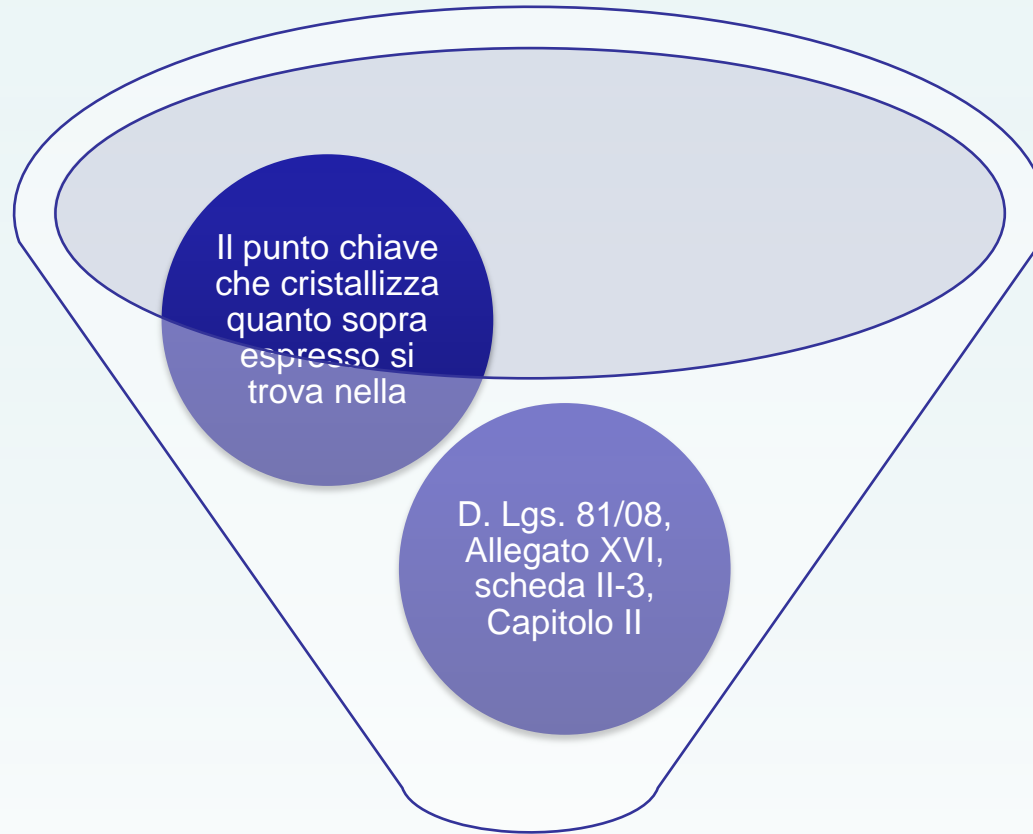 Il punto chiave
che cristallizza
quanto sopra
espresso si
trova nella
D. Lgs. 81/08,
Allegato XVI,
scheda II-3,
Capitolo II